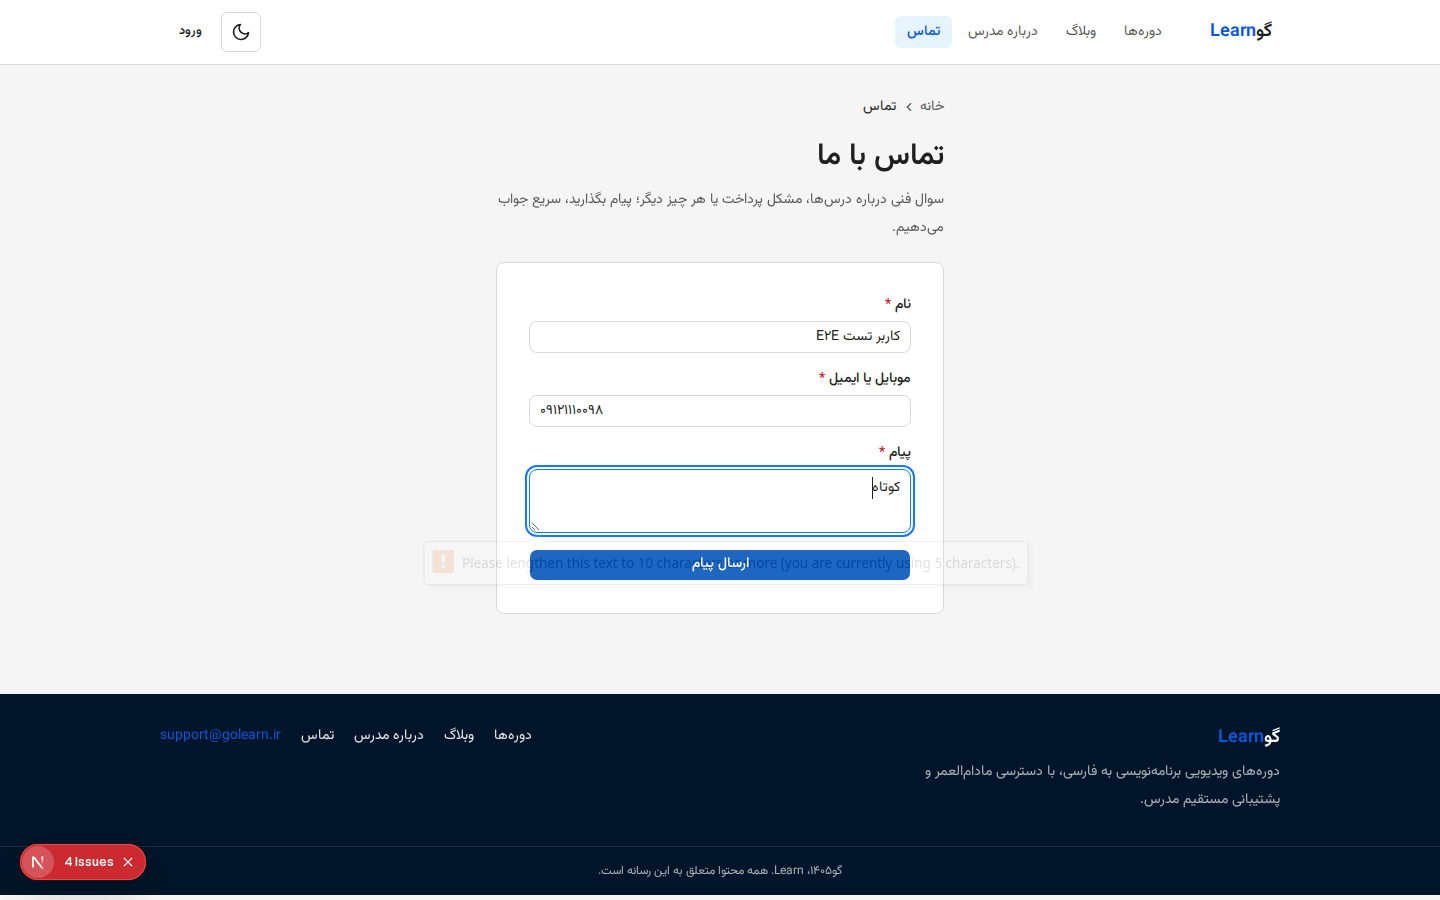 گوLearn
دوره‌ها
وبلاگ
درباره مدرس
تماس
ورود
خانه
تماس
تماس با ما
سوال فنی درباره درس‌ها، مشکل پرداخت یا هر چیز دیگر؛ پیام بگذارید، سریع جواب
می‌دهیم.
نام *
کاربر تست E۲E
موبایل یا ایمیل *
۰۹۱۲۱۱۱۰۰۹۸
پیام *
کوتاه
ارسال پیام
Please lengthen this text to 10 characters or more (you are currently using 5 characters).
گوLearn
دوره‌های ویدیویی برنامه‌نویسی به فارسی، با دسترسی مادام‌العمر و
پشتیبانی مستقیم مدرس.
دوره‌ها
وبلاگ
درباره مدرس
تماس
support@golearn.ir
گوLearn ،۱۴۰۵. همه محتوا متعلق به این رسانه است.
4 Issues